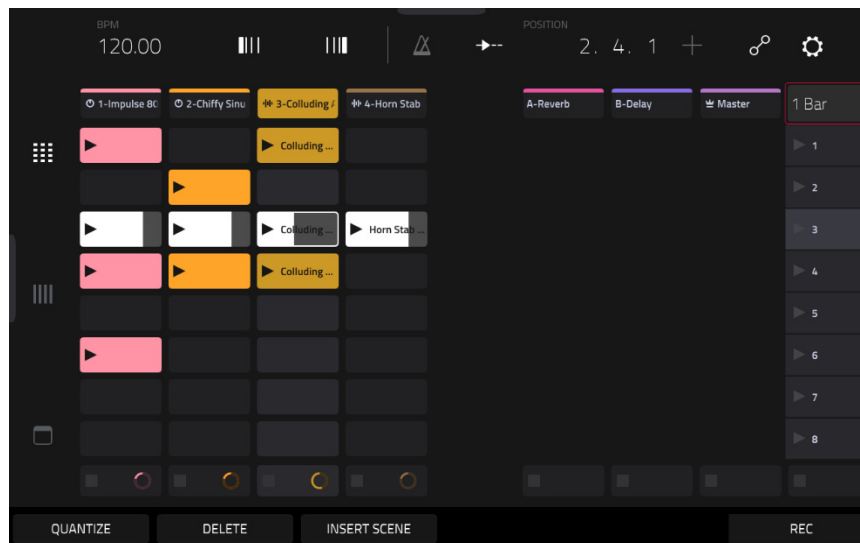 BPM
120.00
POSITION
2. 4. 1
1-Impulse 80
2-Chiffy Sinu
3-Colluding
4-Horn Stab
A-Reverb
B-Delay
Master
1 Bar
Colluding ...
1
2
Colluding ...
Horn Stab ...
3
Colluding ...
4
5
6
7
8
QUANTIZE
DELETE
INSERT SCENE
REC